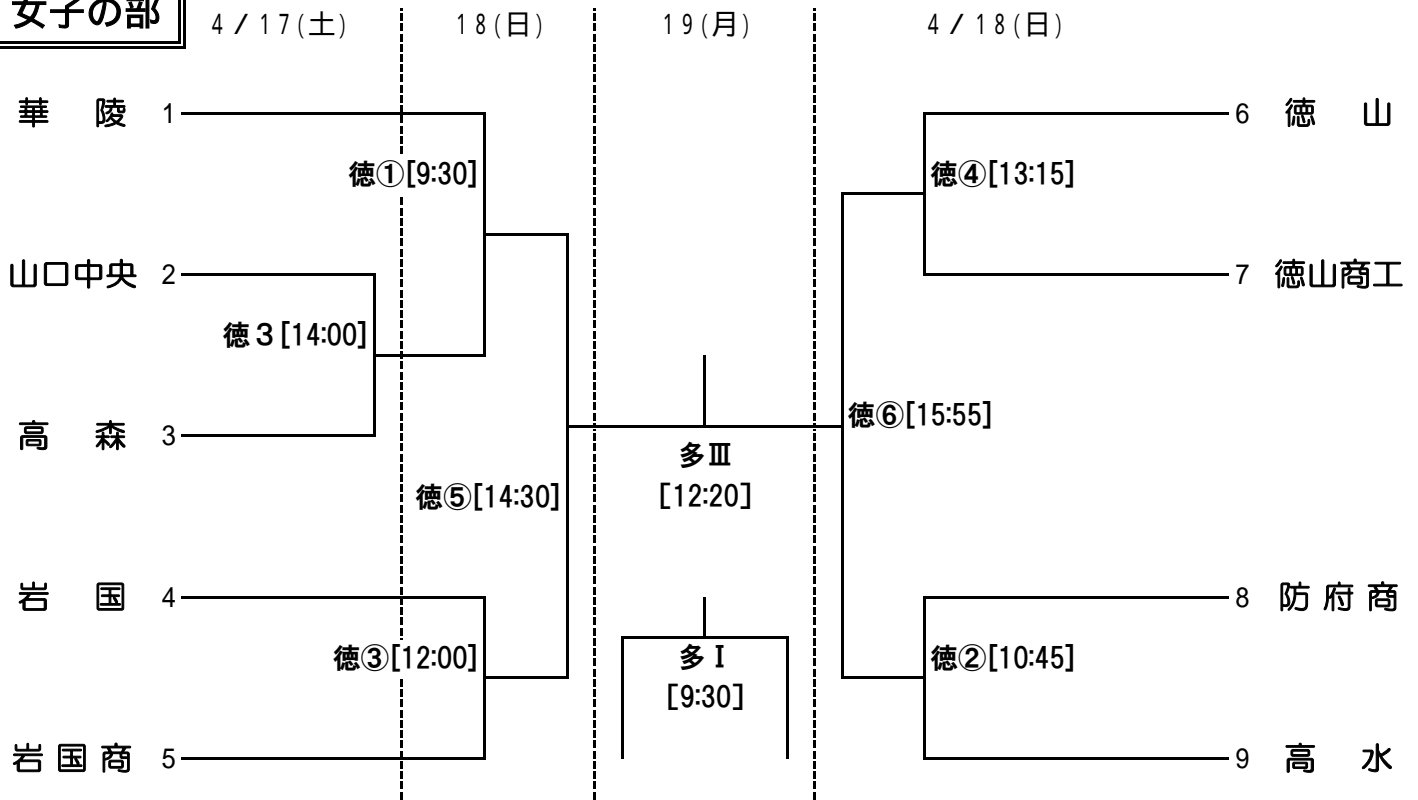 女子の部
4/17(土) 18(日) 19(月) 4/18(日)
華陵 1 6 徳山
徳①[9:30] 徳④[13:15]
山口中央 2 7 徳山商工
徳3[14:00]
徳⑥[15:55]
高森 3
多Ⅲ
徳⑤[14:30] [12:20]
岩国 4 8 防府商
徳③[12:00] 多Ⅰ 徳②[10:45]
[9:30]
岩国商 5 9 高水